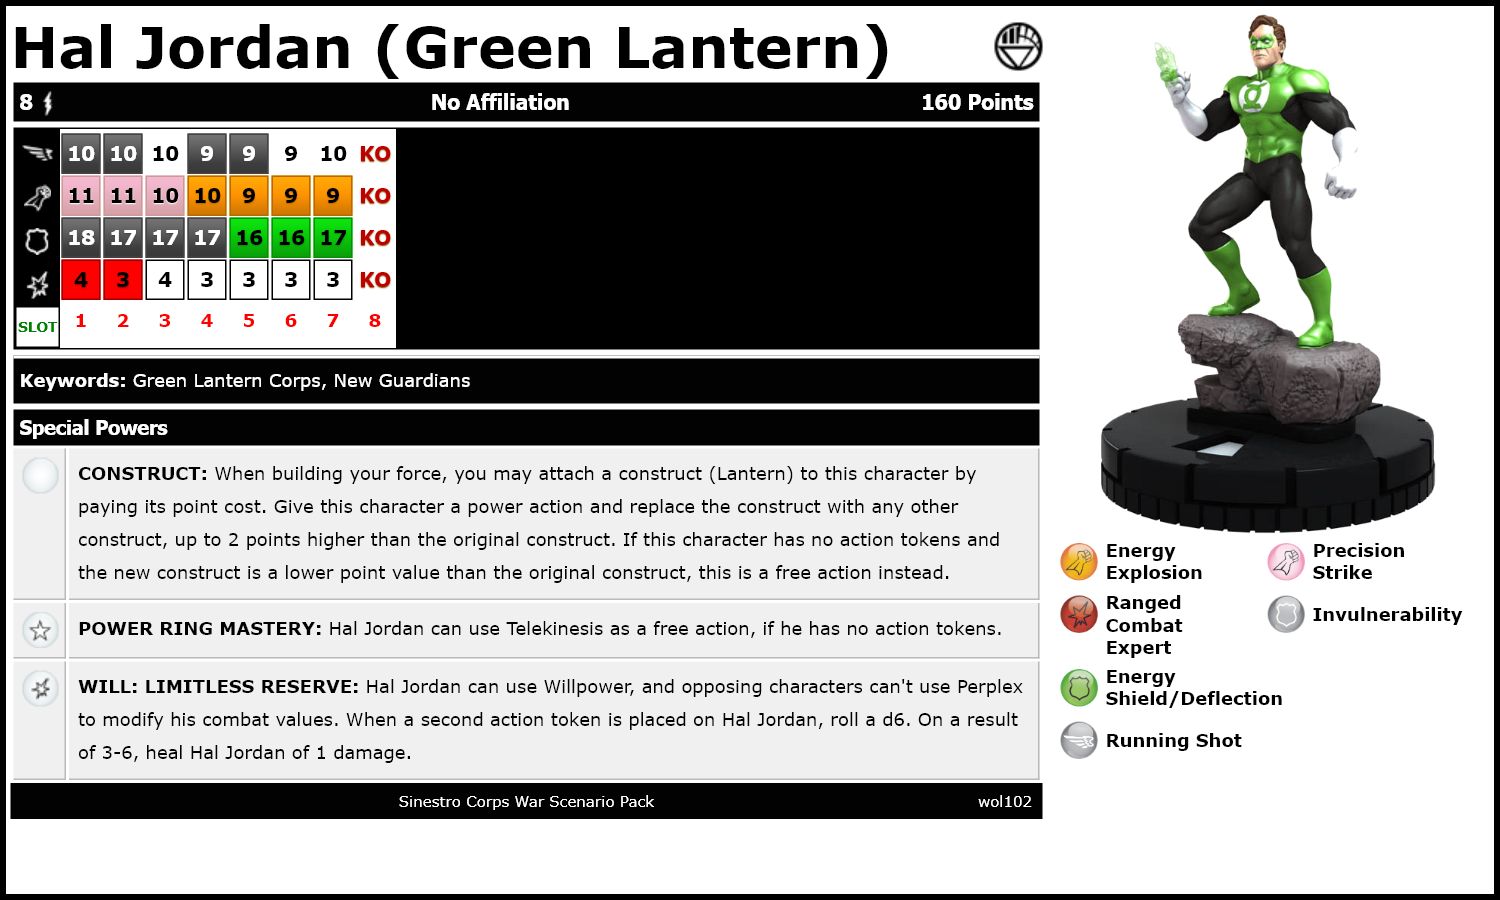 Hal Jordan (Green Lantern)
8 No Affiliation 160 Points
10 10 10 9 9 9 10 KO
11 11 10 10 9 9 9 KO
18 17 17 17 16 16 17 KO
4 3 4 3 3 3 3 KO
SLOT 1 2 3 4 5 6 7 8
Keywords: Green Lantern Corps, New Guardians
Special Powers
CONSTRUCT: When building your force, you may attach a construct (Lantern) to this character by
paying its point cost. Give this character a power action and replace the construct with any other
construct, up to 2 points higher than the original construct. If this character has no action tokens and
the new construct is a lower point value than the original construct, this is a free action instead.
POWER RING MASTERY: Hal Jordan can use Telekinesis as a free action, if he has no action tokens.
WILL: LIMITLESS RESERVE: Hal Jordan can use Willpower, and opposing characters can't use Perplex
to modify his combat values. When a second action token is placed on Hal Jordan, roll a d6. On a result
of 3-6, heal Hal Jordan of 1 damage.
Sinestro Corps War Scenario Pack wol102
Energy
Explosion
Precision
Strike
Ranged
Combat
Expert
Invulnerability
Energy
Shield/Deflection
Running Shot